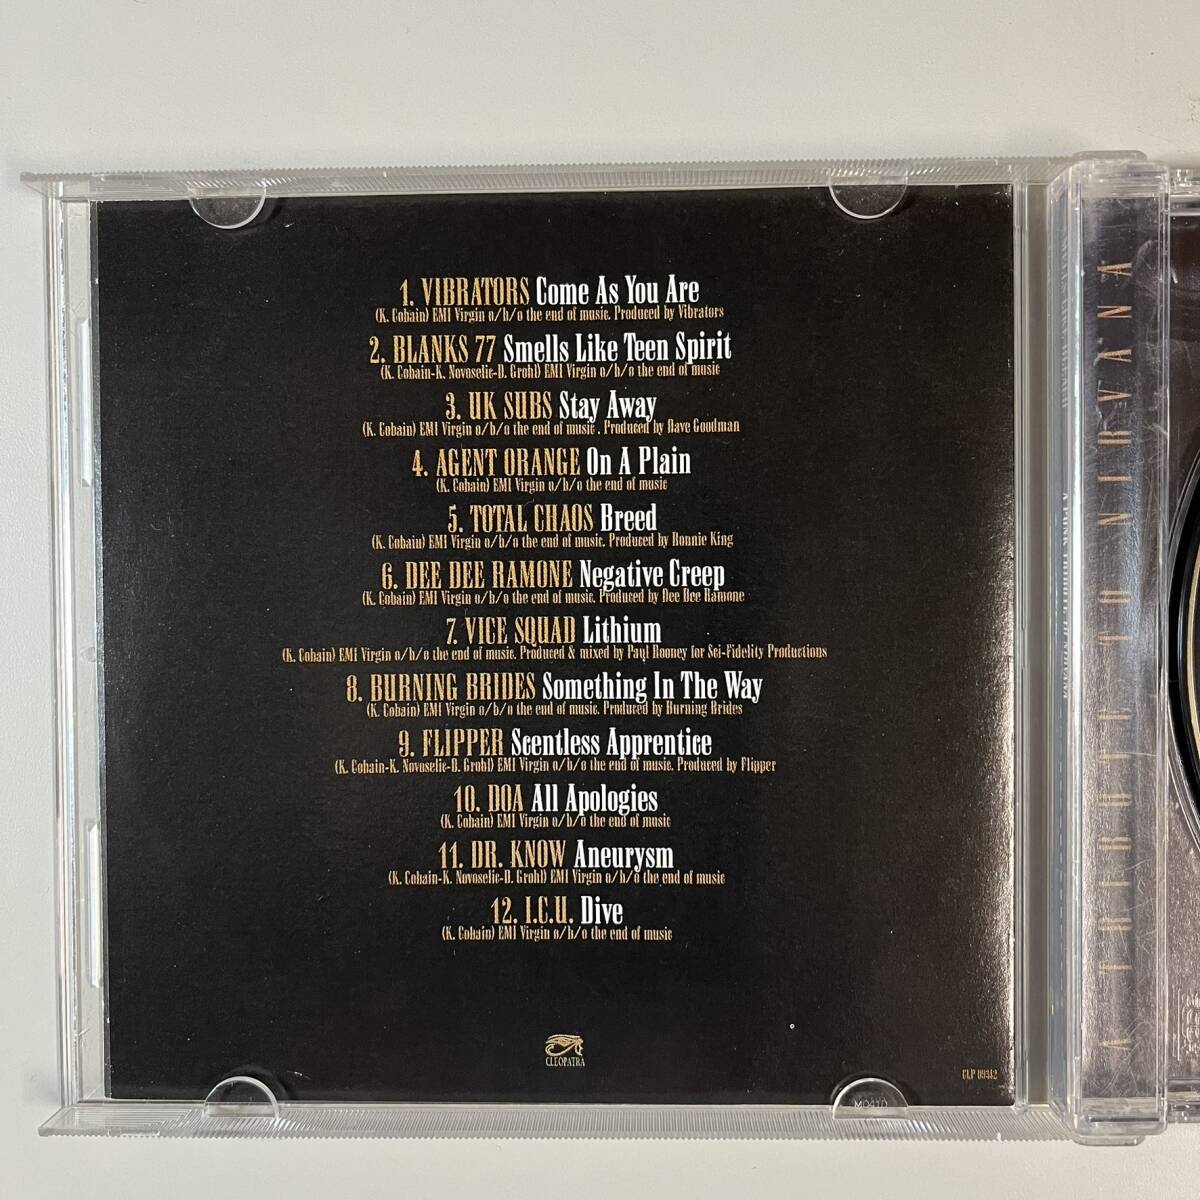 1. VIBRATORS Come As You Are
(K. Cobain) EMI Virgin o/b/o the end of music. Produced by Vibrators
2. BLANKS 77 Smells Like Teen Spirit
(K. Cobain-K. Novoselic-D. Grohl) EMI Virgin o/b/o the end of music
3. UK SUBS Stay Away
(K. Cobain) EMI Virgin o/b/o the end of music . Produced by Dave Goodman
4. AGENT ORANGE On A Plain
(K. Cobain) EMI Virgin o/b/o the end of music
5. TOTAL CHAOS Breed
(K. Cobain) EMI Virgin o/b/o the end of music. Produced by Ronnie King
6. DEE DEE RAMONE Negative Creep
(K. Cobain) EMI Virgin o/b/o the end of music. Produced by Dee Dee Ramone
7. VICE SQUAD Lithium
(K. Cobain) EMI Virgin o/b/o the end of music. Produced & mixed by Paul Rooney for Sci-Fidelity Productions
8. BURNING BRIDES Something In The Way
(K. Cobain) EMI Virgin o/b/o the end of music. Produced by Burning Brides
9. FLIPPER Scentless Apprentice
(K. Cobain-K. Novoselic-D. Grohl) EMI Virgin o/b/o the end of music. Produced by Flipper
10. DOA All Apologies
(K. Cobain) EMI Virgin o/b/o the end of music
11. DR. KNOW Aneurysm
(K. Cobain-K. Novoselic-D. Grohl) EMI Virgin o/b/o the end of music
12. I.C.U. Dive
(K. Cobain) EMI Virgin o/b/o the end of music
CLEOPATRA
CLP
A TRIBUTE TO NIRVANA
A PUNK TRIBUTE TO NIRVANA